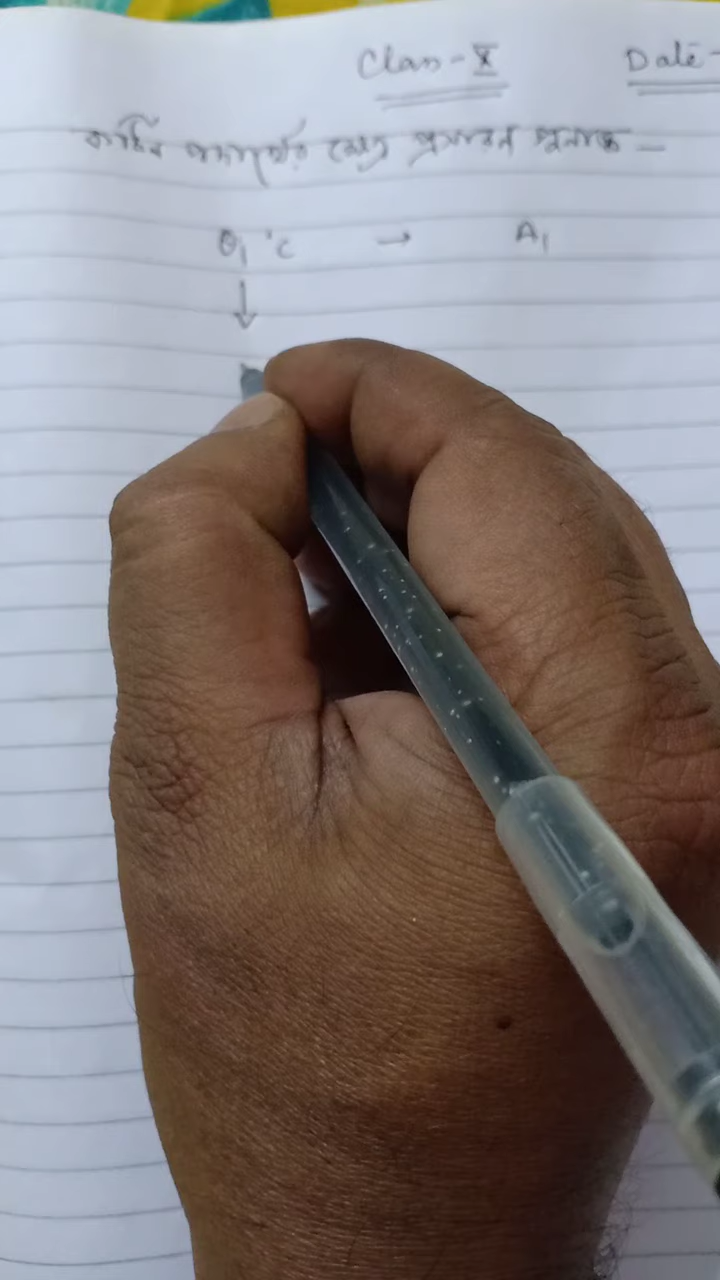 Class-X Date-
কঠিন পদার্থের ক্ষেত্র প্রসারণ গুনাঙ্ক –
θ₁ °C → A₁
↓